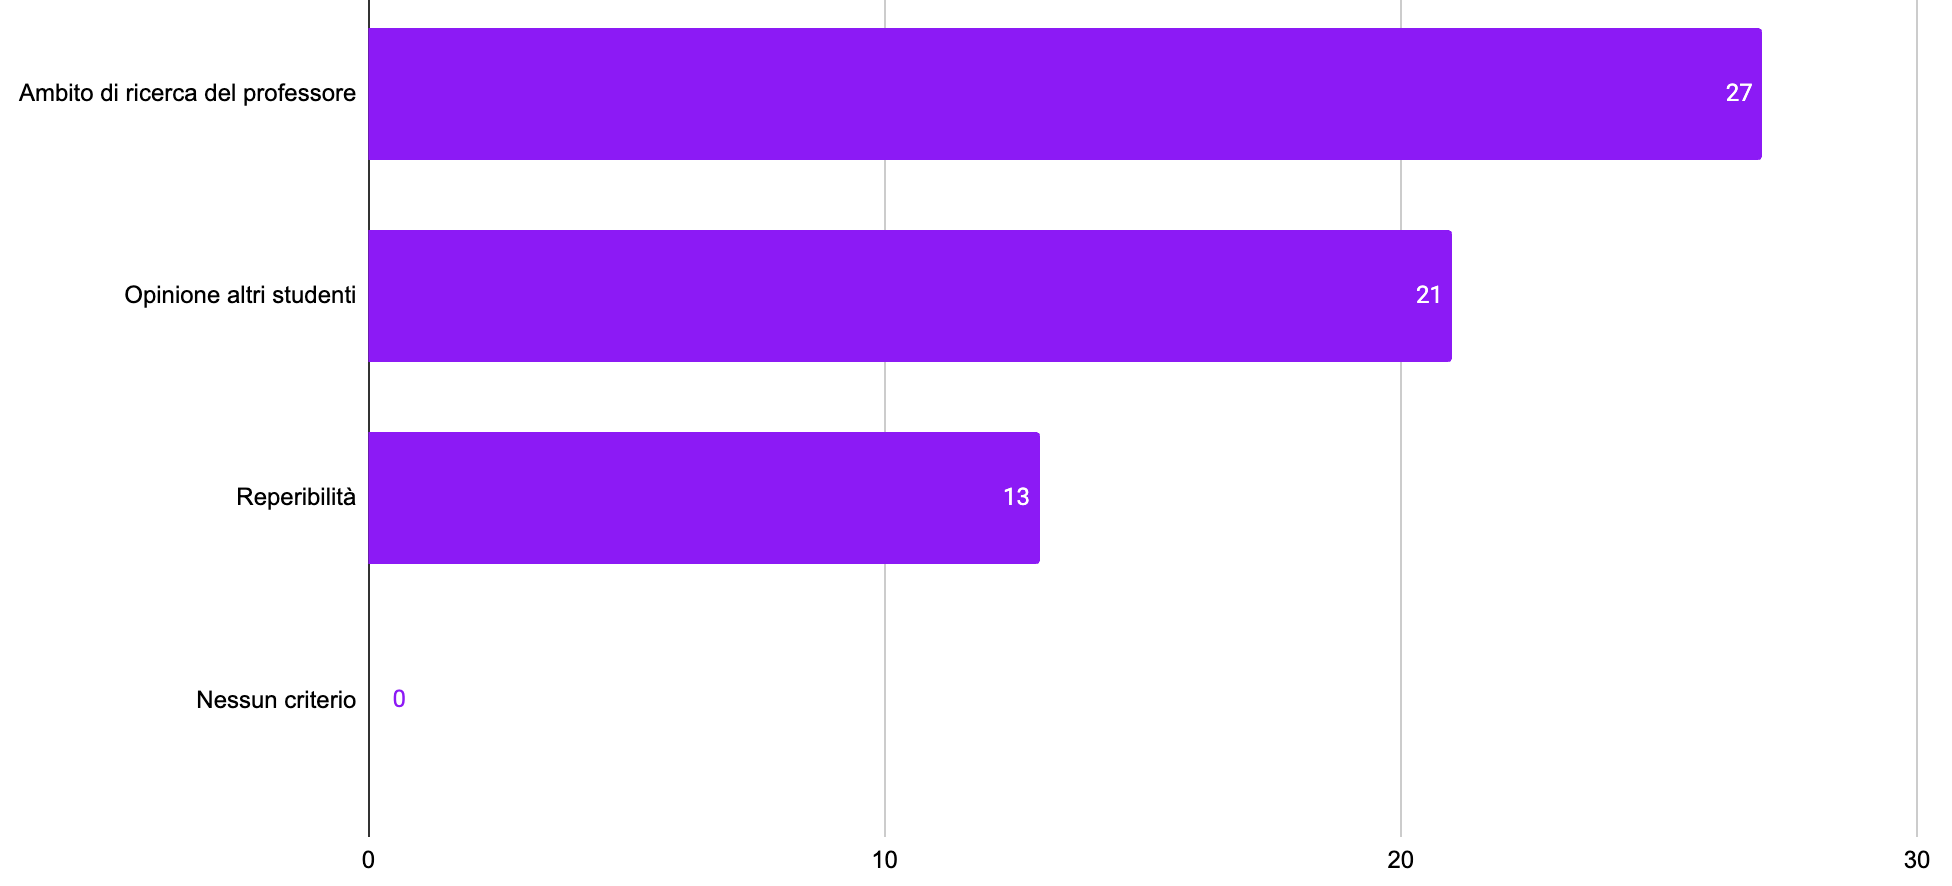 Ambito di ricerca del professore
27
Opinione altri studenti
21
Reperibilità
13
Nessun criterio
0
0
10
20
30